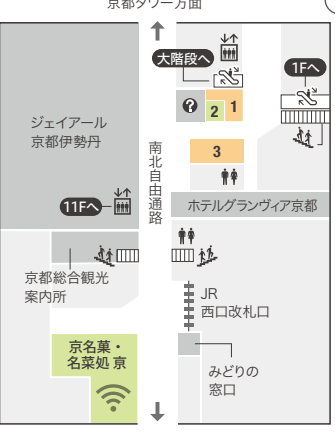 京都タワー方面
大階段へ
1Fへ
?
2
1
ジェイアール
京都伊勢丹
南北自由通路
3
11Fへ
ホテルグランヴィア京都
京都総合観光
案内所
JR
西口改札口
京名菓・
名菜処 亰
みどりの
窓口